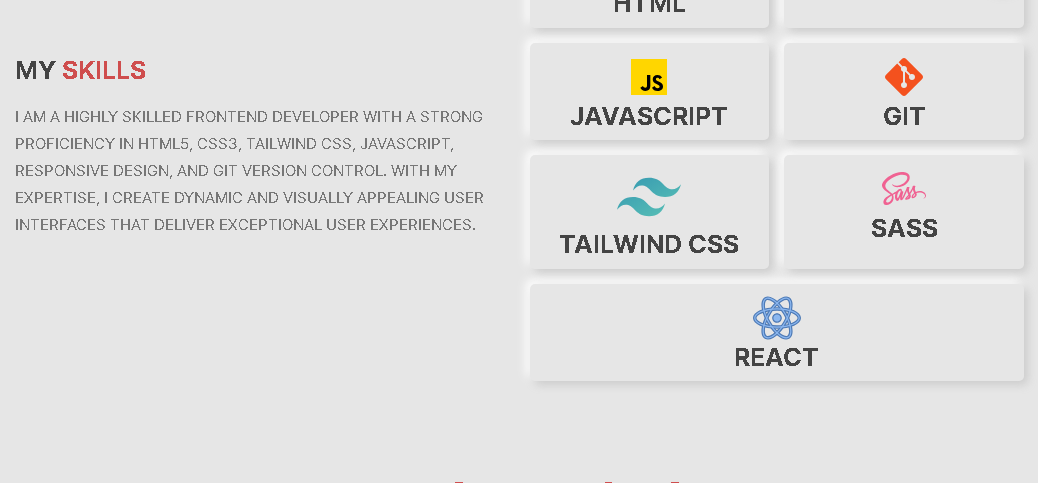 HTML
MY SKILLS
I AM A HIGHLY SKILLED FRONTEND DEVELOPER WITH A STRONG
PROFICIENCY IN HTML5, CSS3, TAILWIND CSS, JAVASCRIPT,
RESPONSIVE DESIGN, AND GIT VERSION CONTROL. WITH MY
EXPERTISE, I CREATE DYNAMIC AND VISUALLY APPEALING USER
INTERFACES THAT DELIVER EXCEPTIONAL USER EXPERIENCES.
JS
JAVASCRIPT
GIT
TAILWIND CSS
Sass
SASS
REACT